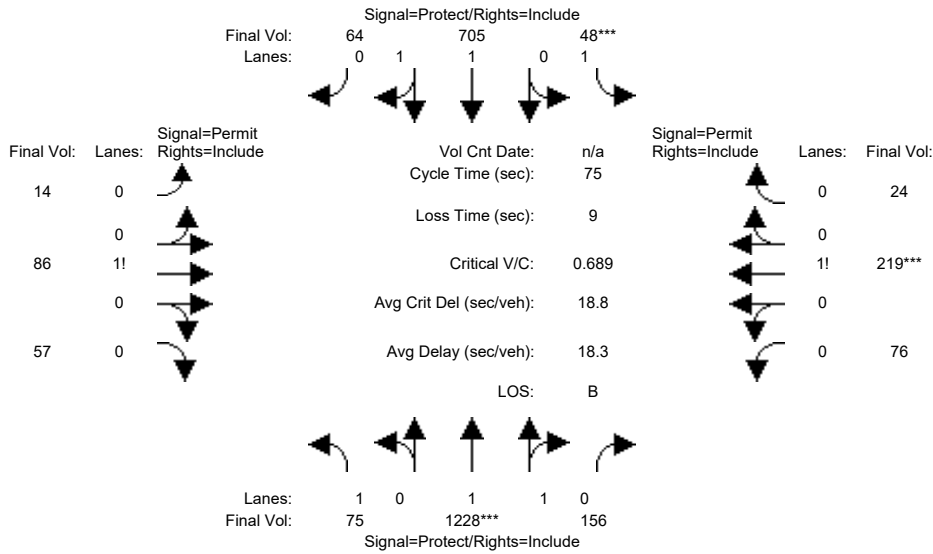 Signal=Protect/Rights=Include
Final Vol: 64 705 48***
Lanes: 0 1 1 0 1
Signal=Permit Signal=Permit
Final Vol: Lanes: Rights=Include Vol Cnt Date: n/a Rights=Include Lanes: Final Vol:
Cycle Time (sec): 75
14 0 0 24
Loss Time (sec): 9
0 0
86 1! Critical V/C: 0.689 1! 219***
0 Avg Crit Del (sec/veh): 18.8 0
57 0 Avg Delay (sec/veh): 18.3 0 76
LOS: B
Lanes: 1 0 1 1 0
Final Vol: 75 1228*** 156
Signal=Protect/Rights=Include